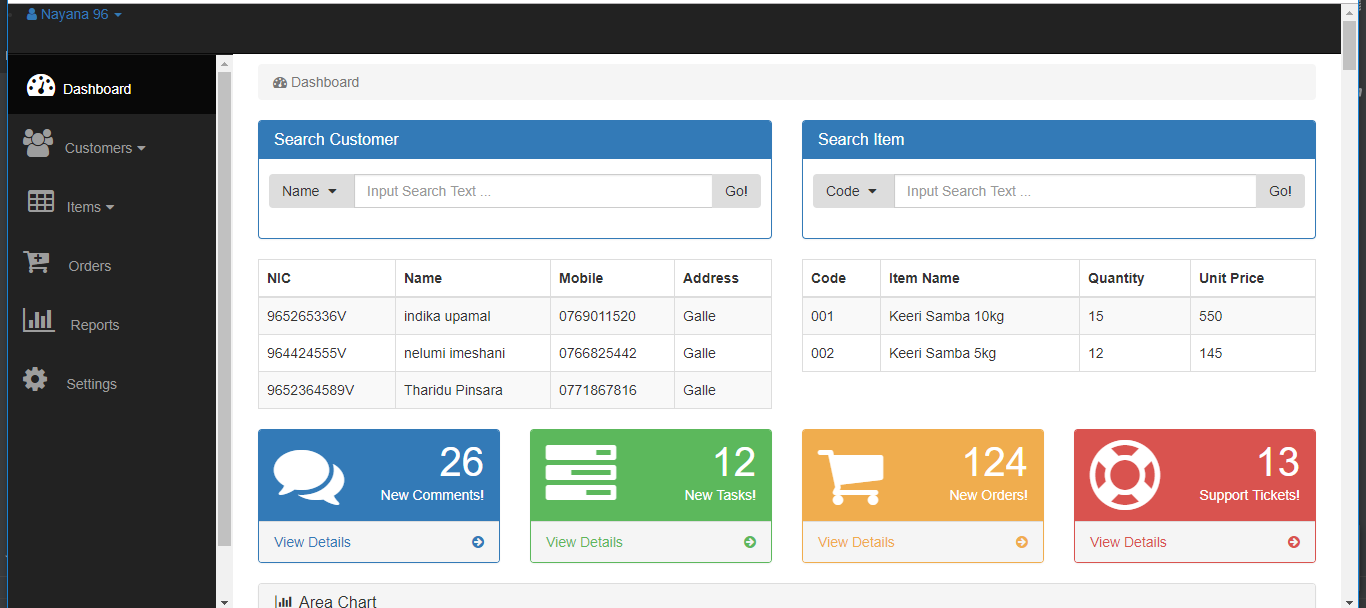 Nayana 96
Dashboard
Customers
Items
Orders
Reports
Settings
Dashboard
Search Customer
Name Input Search Text ... Go!
Search Item
Code Input Search Text ... Go!
NIC Name Mobile Address
965265336V indika upamal 0769011520 Galle
964424555V nelumi imeshani 0766825442 Galle
9652364589V Tharidu Pinsara 0771867816 Galle
Code Item Name Quantity Unit Price
001 Keeri Samba 10kg 15 550
002 Keeri Samba 5kg 12 145
26
New Comments!
View Details
12
New Tasks!
View Details
124
New Orders!
View Details
13
Support Tickets!
View Details
Area Chart